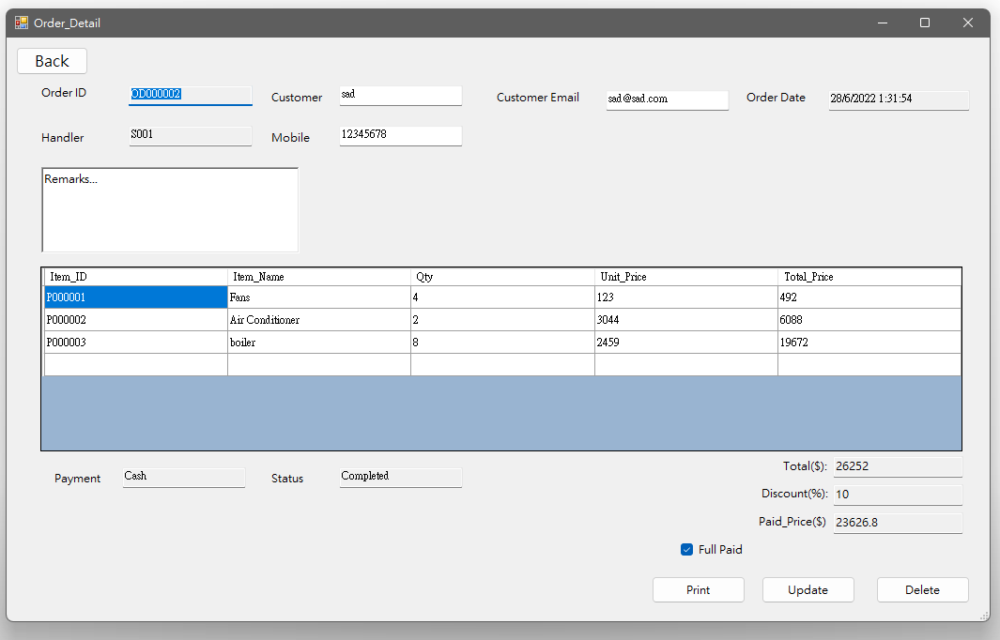 Order_Detail
Back
Order ID OD000002 Customer sad Customer Email sad@sad.com Order Date 28/6/2022 1:31:54
Handler S001 Mobile 12345678
Remarks...
Item_ID Item_Name Qty Unit_Price Total_Price
P000001 Fans 4 123 492
P000002 Air Conditioner 2 3044 6088
P000003 boiler 8 2459 19672
Payment Cash Status Completed
Total($): 26252
Discount(%): 10
Paid_Price($) 23626.8
Full Paid
Print Update Delete